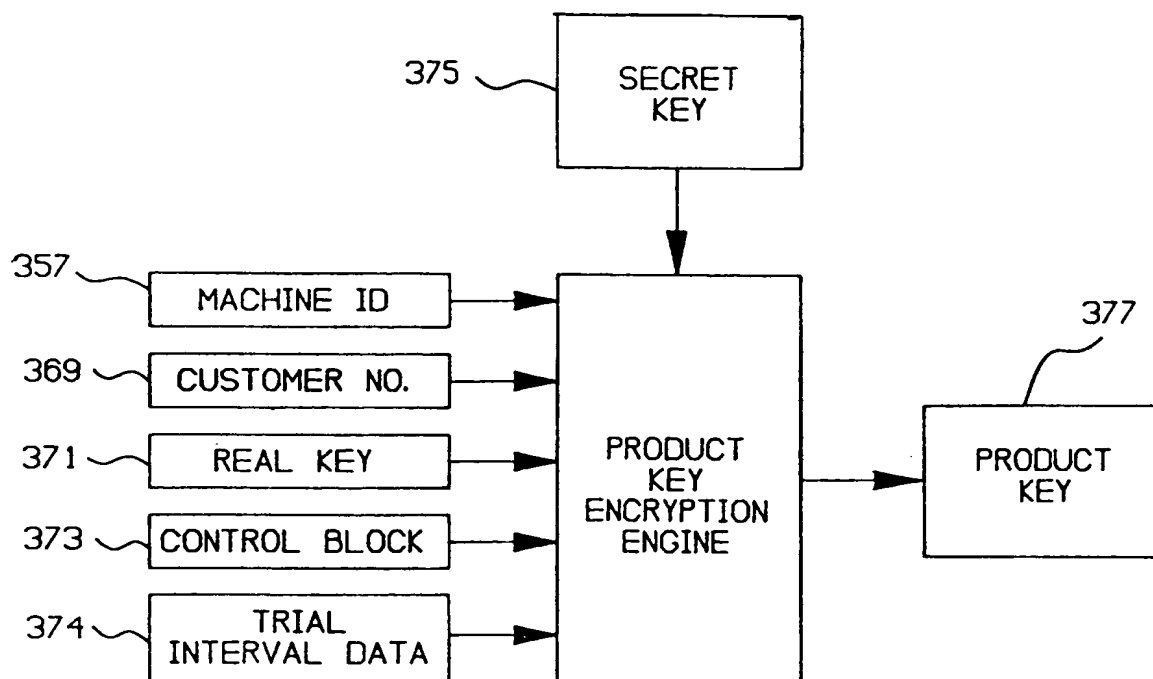 375
SECRET
KEY
357
MACHINE ID
369
CUSTOMER NO.
371
REAL KEY
373
CONTROL BLOCK
374
TRIAL
INTERVAL DATA
PRODUCT
KEY
ENCRYPTION
ENGINE
377
PRODUCT
KEY